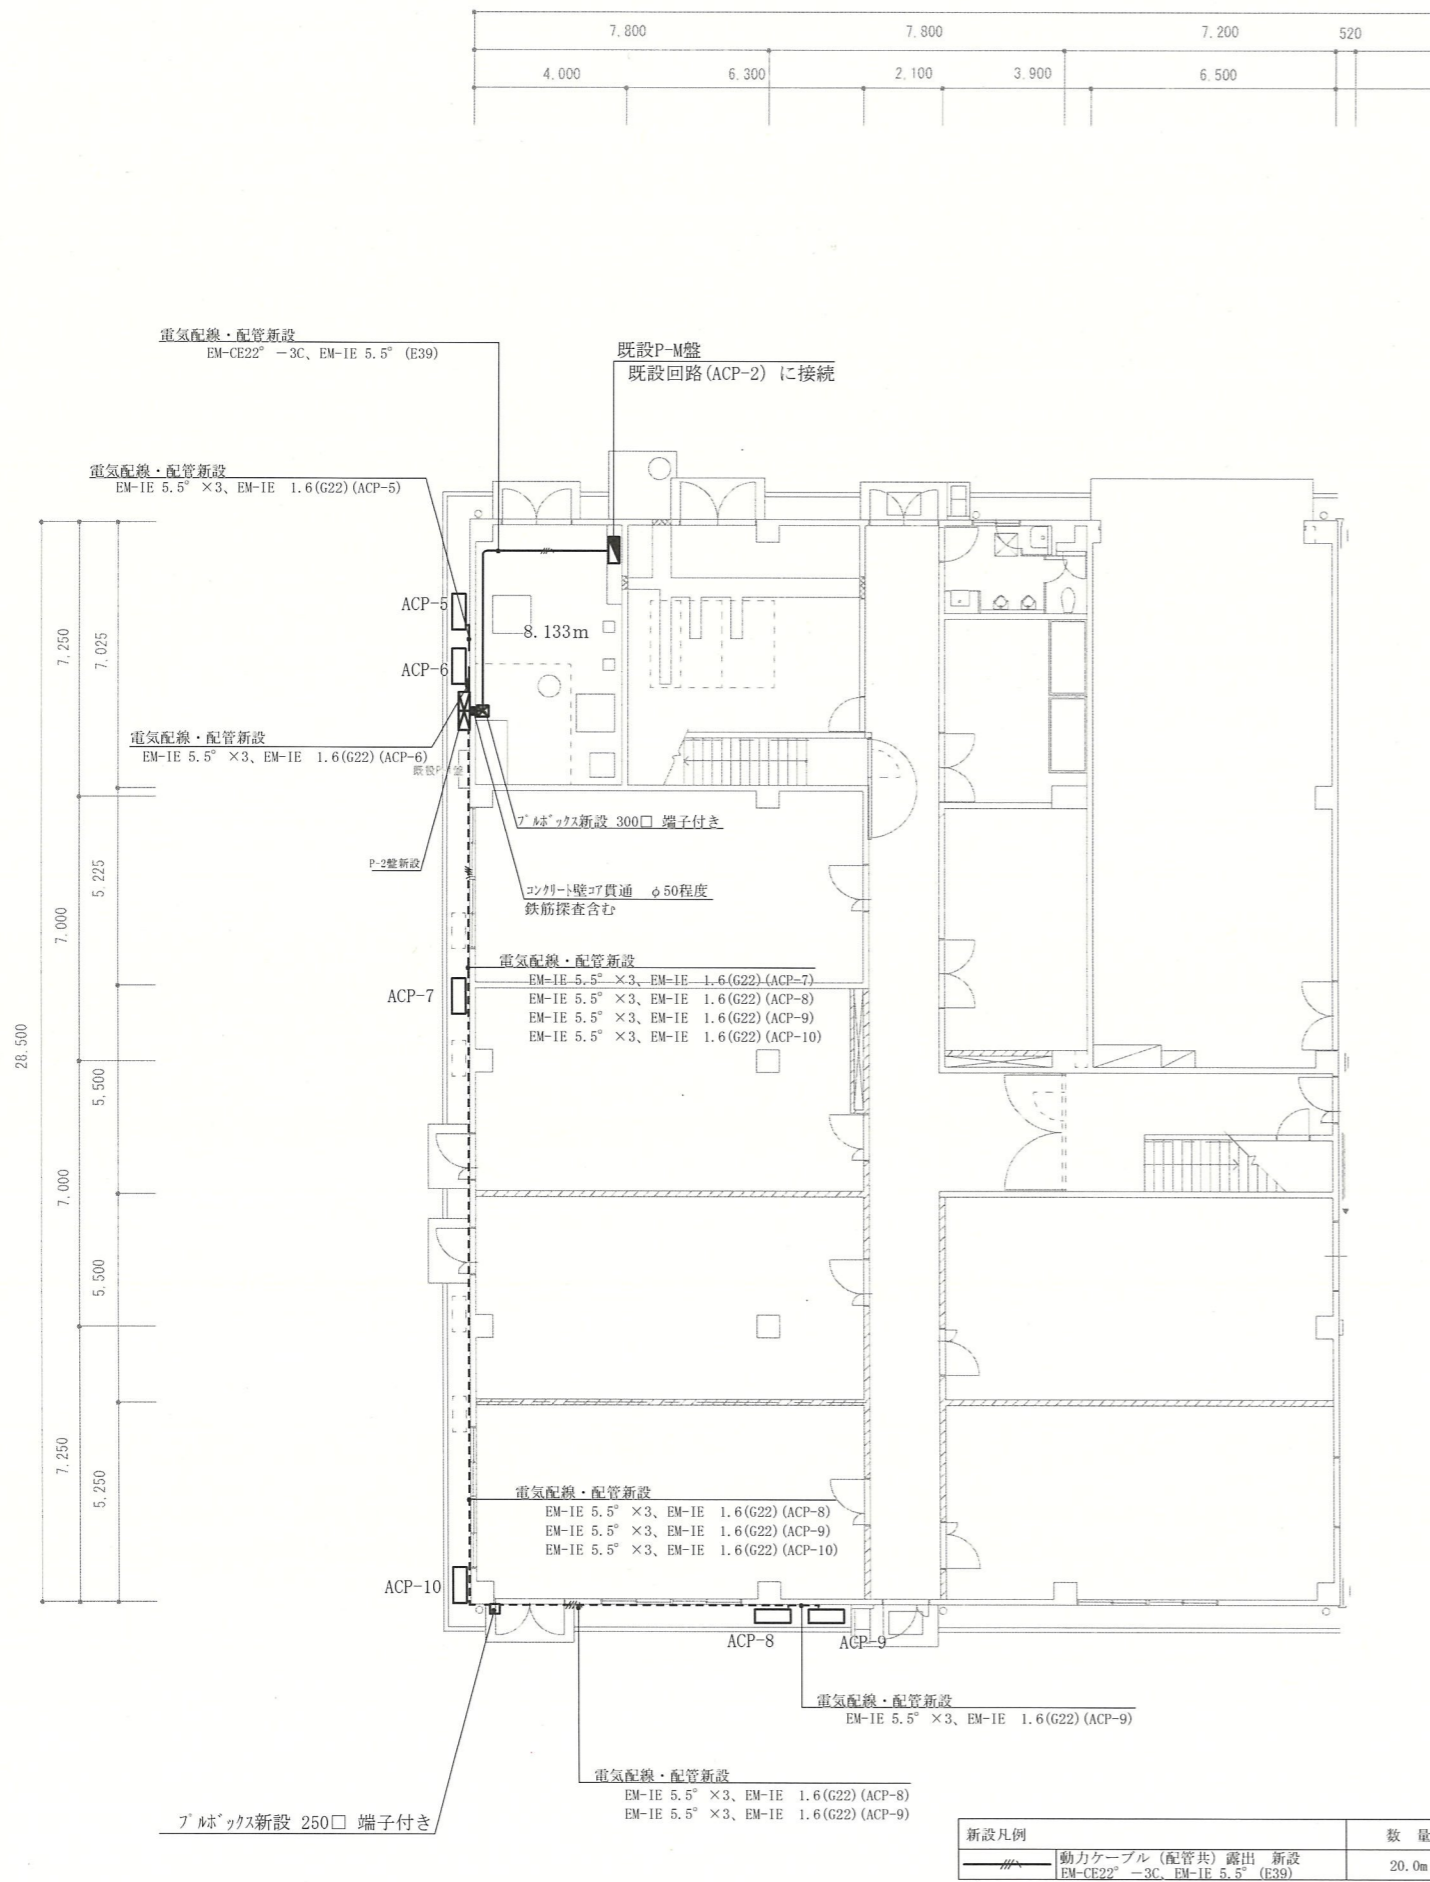 7.800
7.800
7.200
520
4.000
6.300
2.100
3.900
6.500
電気配線・配管新設
EM-CE22° －3C、EM-IE 5.5° (E39)
既設P-M盤
既設回路(ACP-2) に接続
電気配線・配管新設
EM-IE 5.5° ×3、EM-IE 1.6(G22)(ACP-5)
ACP-5
8.133m
ACP-6
電気配線・配管新設
EM-IE 5.5° ×3、EM-IE 1.6(G22)(ACP-6)
ﾌﾟﾙﾎﾞｯｸｽ新設 300□ 端子付き
P-2盤新設
ｺﾝｸﾘｰﾄ壁ｺｱ貫通 φ50程度
鉄筋探査含む
電気配線・配管新設
EM-IE 5.5° ×3、EM-IE 1.6(G22)(ACP-7)
EM-IE 5.5° ×3、EM-IE 1.6(G22)(ACP-8)
EM-IE 5.5° ×3、EM-IE 1.6(G22)(ACP-9)
EM-IE 5.5° ×3、EM-IE 1.6(G22)(ACP-10)
ACP-7
28.500
7.250
7.000
7.000
7.250
7.025
5.225
5.500
5.500
5.250
電気配線・配管新設
EM-IE 5.5° ×3、EM-IE 1.6(G22)(ACP-8)
EM-IE 5.5° ×3、EM-IE 1.6(G22)(ACP-9)
EM-IE 5.5° ×3、EM-IE 1.6(G22)(ACP-10)
ACP-10
ACP-8
ACP-9
電気配線・配管新設
EM-IE 5.5° ×3、EM-IE 1.6(G22)(ACP-9)
電気配線・配管新設
EM-IE 5.5° ×3、EM-IE 1.6(G22)(ACP-8)
EM-IE 5.5° ×3、EM-IE 1.6(G22)(ACP-9)
ﾌﾟﾙﾎﾞｯｸｽ新設 250□ 端子付き
新設凡例
数 量
動力ケーブル（配管共）露出 新設
EM-CE22° －3C、EM-IE 5.5° (E39)
20.0m